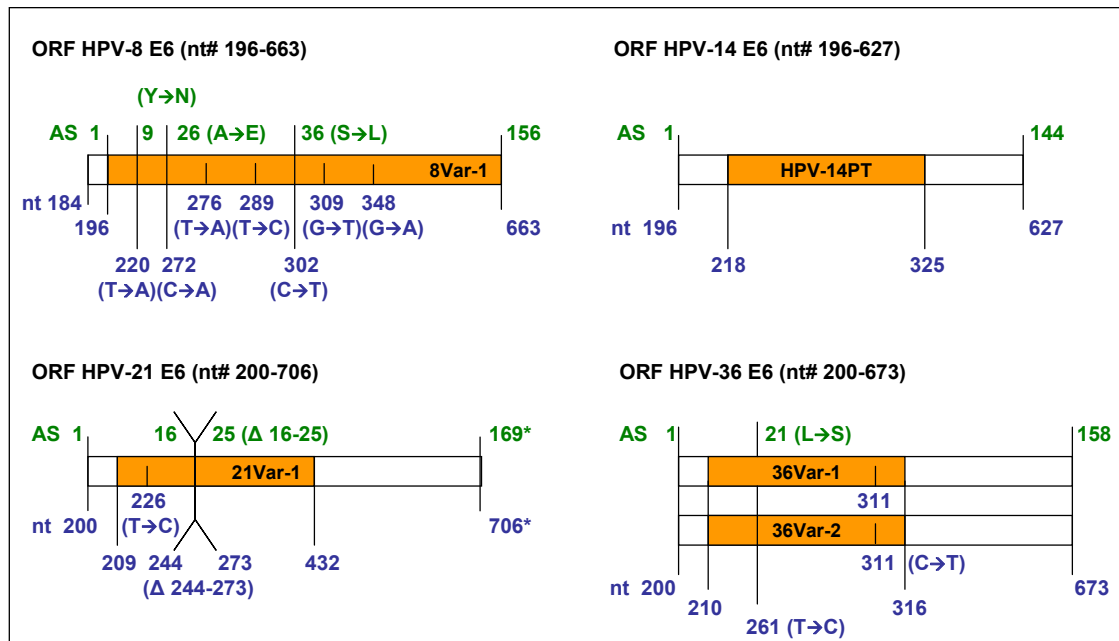 ORF HPV-8 E6 (nt# 196-663)
(Y→N)
AS 1 9 26 (A→E) 36 (S→L) 156
8Var-1
nt 184 276 289 309 348
196 (T→A)(T→C) (G→T)(G→A) 663
220 272 302
(T→A)(C→A) (C→T)
ORF HPV-14 E6 (nt# 196-627)
AS 1 144
HPV-14PT
nt 196 627
218 325
ORF HPV-21 E6 (nt# 200-706)
AS 1 16 25 (Δ 16-25) 169*
21Var-1
226
nt 200 (T→C) 706*
209 244 273 432
(Δ 244-273)
ORF HPV-36 E6 (nt# 200-673)
AS 1 21 (L→S) 158
36Var-1
311
36Var-2
311 (C→T)
nt 200 673
210 316
261 (T→C)